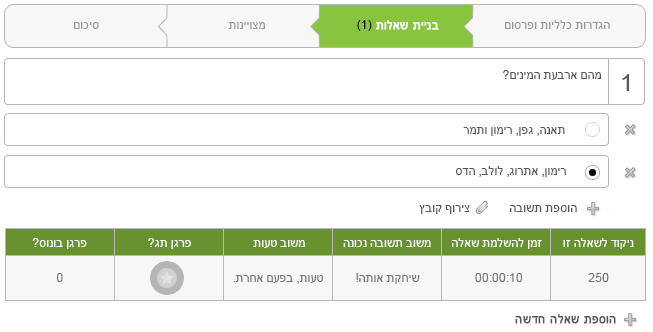 הגדרות כלליות ופרסום
בניית שאלות (1)
מצויינות
סיכום
1
מהם ארבעת המינים?
תאנה, גפן, רימון ותמר
רימון, אתרוג, לולב, הדס
הוספת תשובה
צירוף קובץ
ניקוד לשאלה זו
זמן להשלמת שאלה
משוב תשובה נכונה
משוב טעות
פרגן תג?
פרגן בונוס?
250
00:00:10
שיחקת אותה!
טעות, בפעם אחרת.
0
הוספת שאלה חדשה